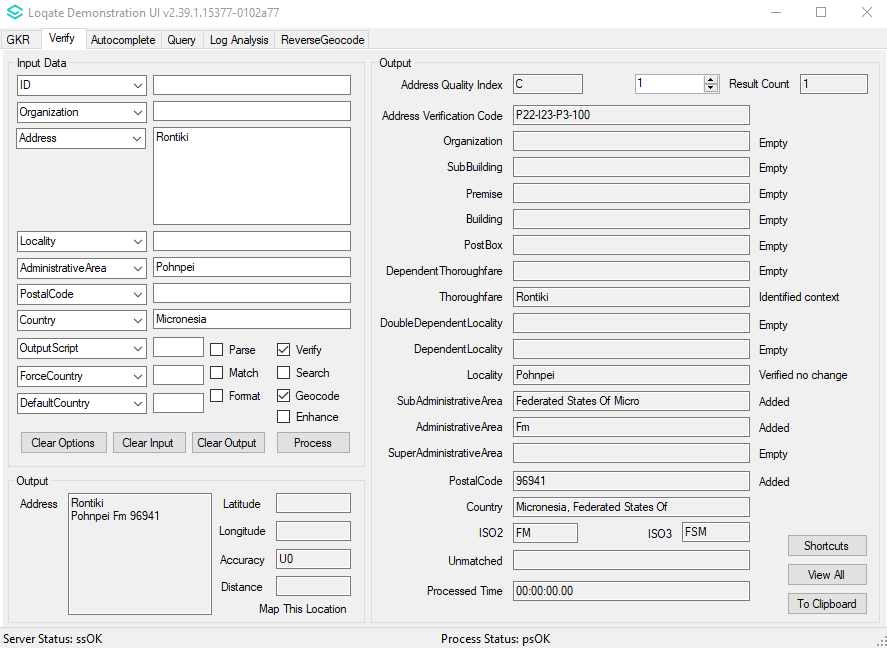 Loqate Demonstration UI v2.39.1.15377-0102a77
GKR Verify Autocomplete Query Log Analysis ReverseGeocode
Input Data
ID
Organization
Address Rontiki
Locality
AdministrativeArea Pohnpei
PostalCode
Country Micronesia
OutputScript Parse Verify
ForceCountry Match Search
DefaultCountry Format Geocode
Enhance
Clear Options Clear Input Clear Output Process
Output
Address Rontiki
Pohnpei Fm 96941
Latitude
Longitude
Accuracy U0
Distance
Map This Location
Output
Address Quality Index C 1 Result Count 1
Address Verification Code P22-I23-P3-100
Organization Empty
SubBuilding Empty
Premise Empty
Building Empty
PostBox Empty
DependentThoroughfare Empty
Thoroughfare Rontiki Identified context
DoubleDependentLocality Empty
DependentLocality Empty
Locality Pohnpei Verified no change
SubAdministrativeArea Federated States Of Micro Added
AdministrativeArea Fm Added
SuperAdministrativeArea Empty
PostalCode 96941 Added
Country Micronesia, Federated States Of
ISO2 FM ISO3 FSM
Unmatched
Processed Time 00:00:00.00
Shortcuts
View All
To Clipboard
Server Status: ssOK Process Status: psOK